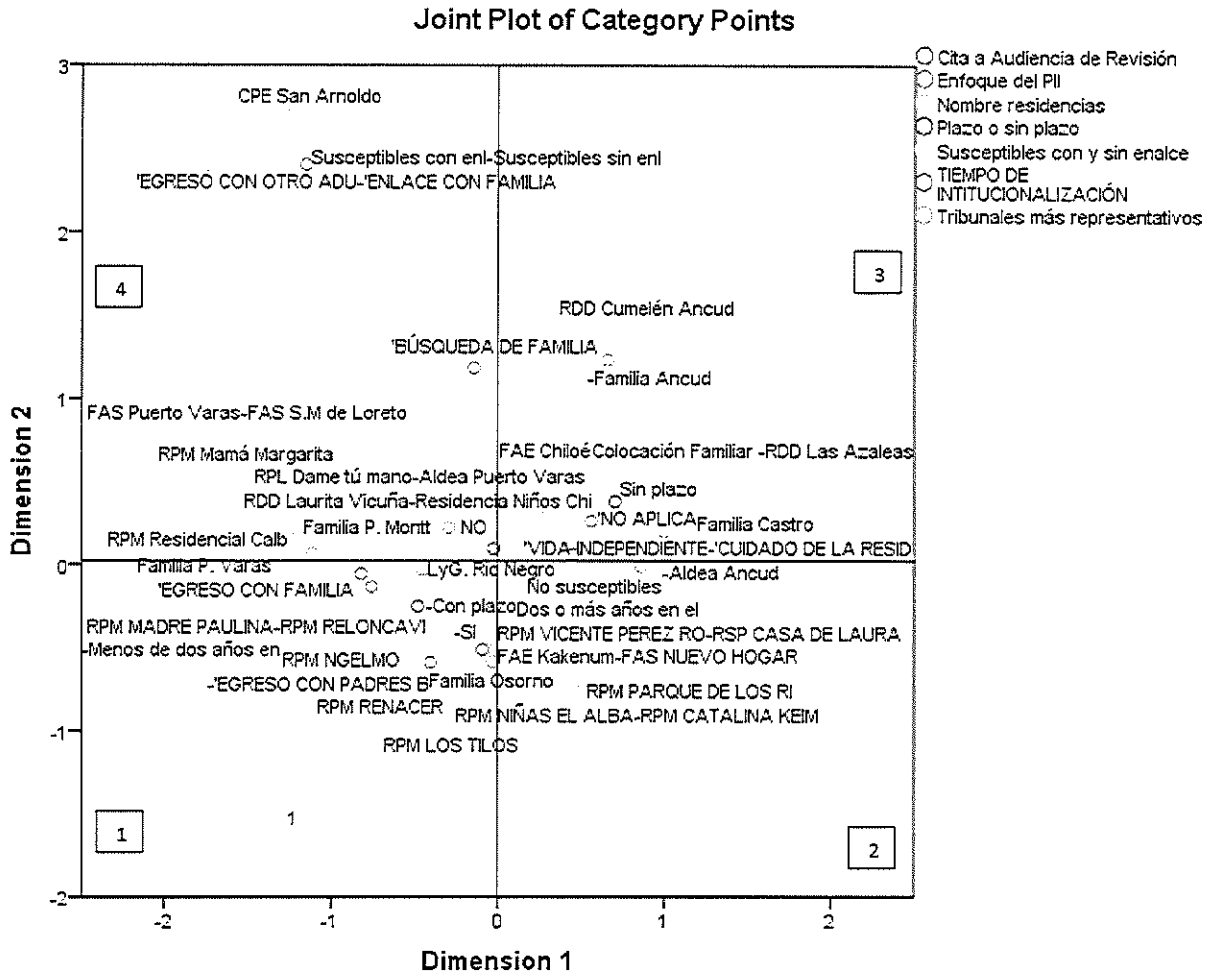 Joint Plot of Category Points
Cita a Audiencia de Revisión
Enfoque del PII
Nombre residencias
Plazo o sin plazo
Susceptibles con y sin enalce
TIEMPO DE
INTITUCIONALIZACIÓN
Tribunales más representativos
3
CPE San Arnoldo
Susceptibles con enl-Susceptibles sin enl
'EGRESO CON OTRO ADU-'ENLACE CON FAMILIA
2
4
3
RDD Cumelén Ancud
'BÚSQUEDA DE FAMILIA
-Familia Ancud
1
FAS Puerto Varas-FAS S.M de Loreto
RPM Mamá Margarita
FAE Chiloé Colocación Familiar -RDD Las Azaleas
RPL Dame tú mano-Aldea Puerto Varas
Sin plazo
RDD Laurita Vicuña-Residencia Niños Chi
Familia P. Montt
NO
'NO APLICA
Familia Castro
RPM Residencial Calb
'VIDA-INDEPENDIENTE-'CUIDADO DE LA RESID
0
Familia P. Varas
LyG. Rio Negro
-Aldea Ancud
'EGRESO CON FAMILIA
No susceptibles
-Con plazo
Dos o más años en el
RPM MADRE PAULINA-RPM RELONCAVI
-SI
RPM VICENTE PEREZ RO-RSP CASA DE LAURA
-Menos de dos años en
RPM NGELMO
FAE Kakenum-FAS NUEVO HOGAR
-'EGRESO CON PADRES B
Familia Osorno
RPM PARQUE DE LOS RI
RPM RENACER
RPM NIÑAS EL ALBA-RPM CATALINA KEIM
-1
RPM LOS TILOS
1
1
2
-2
-2
-1
0
1
2
Dimension 1
Dimension 2